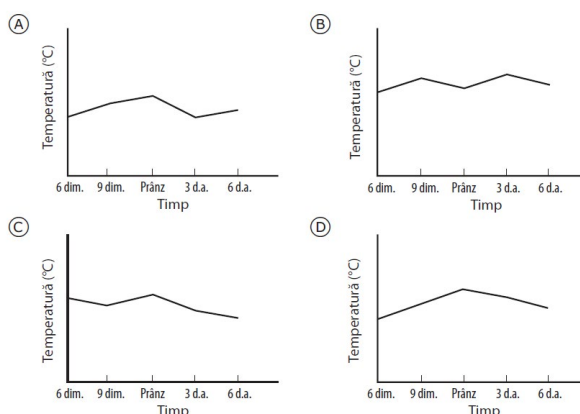 A
Temperatură (°C)
6 dim. 9 dim. Prânz 3 d.a. 6 d.a.
Timp
B
Temperatură (°C)
6 dim. 9 dim. Prânz 3 d.a. 6 d.a.
Timp
C
Temperatură (°C)
6 dim. 9 dim. Prânz 3 d.a. 6 d.a.
Timp
D
Temperatură (°C)
6 dim. 9 dim. Prânz 3 d.a. 6 d.a.
Timp